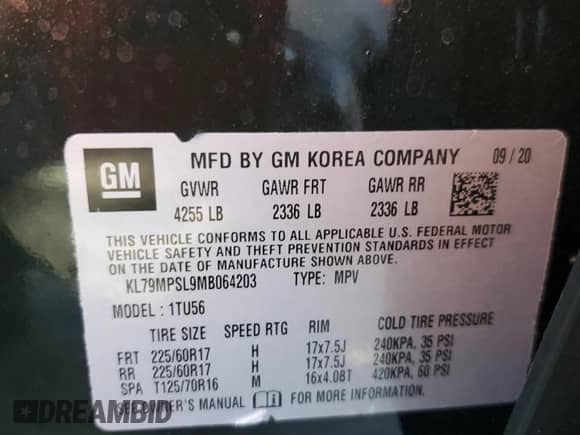 GM
MFD BY GM KOREA COMPANY 09 / 20
GVWR GAWR FRT GAWR RR
4255 LB 2336 LB 2336 LB
THIS VEHICLE CONFORMS TO ALL APPLICABLE U.S. FEDERAL MOTOR
VEHICLE SAFETY AND THEFT PREVENTION STANDARDS IN EFFECT
ON THE DATE OF MANUFACTURE SHOWN ABOVE.
KL79MPSL9MB064203 TYPE: MPV
MODEL : 1TU56
TIRE SIZE SPEED RTG RIM COLD TIRE PRESSURE
FRT 225/60R17 H 17x7.5J 240KPA, 35 PSI
RR 225/60R17 H 17x7.5J 240KPA, 35 PSI
SPA T125/70R16 M 16x4.0BT 420KPA, 60 PSI
SEE OWNER'S MANUAL i FOR MORE INFORMATION.
DREAMBID